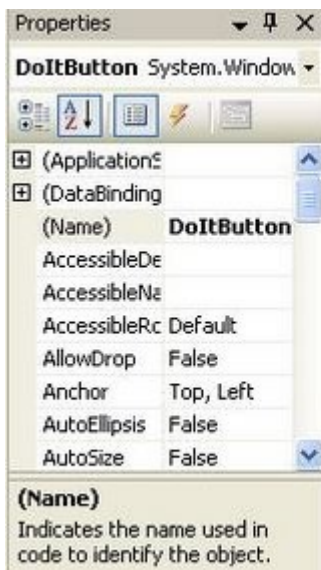 Properties
DoItButton System.Window
A
Z
(ApplicationS
(DataBinding
(Name) DoItButton
AccessibleDe
AccessibleNa
AccessibleRo Default
AllowDrop False
Anchor Top, Left
AutoEllipsis False
AutoSize False
(Name)
Indicates the name used in
code to identify the object.